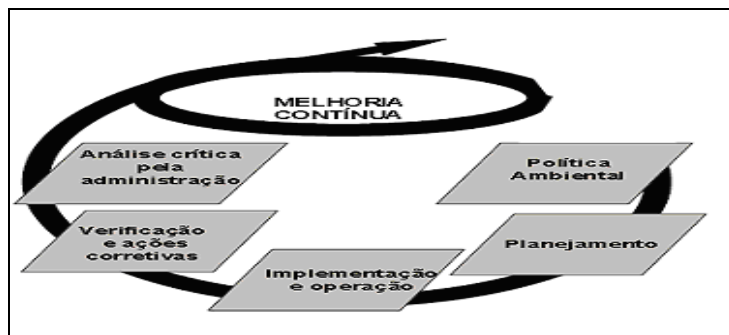 MELHORIA
CONTÍNUA
Análise crítica
pela
administração
Política
Ambiental
Verificação
e ações
corretivas
Planejamento
Implementação
e operação